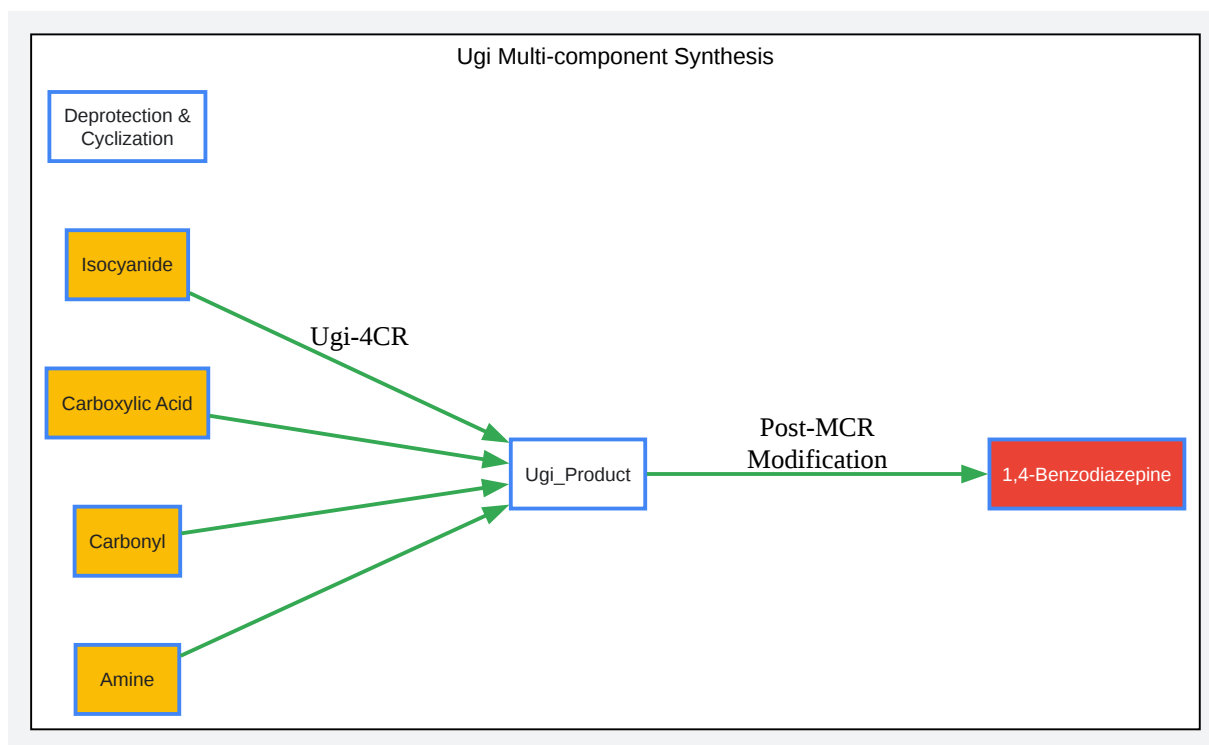 Ugi Multi-component Synthesis
Deprotection &
Cyclization
Isocyanide
Ugi-4CR
Carboxylic Acid
Post-MCR
Modification
Ugi_Product
1,4-Benzodiazepine
Carbonyl
Amine